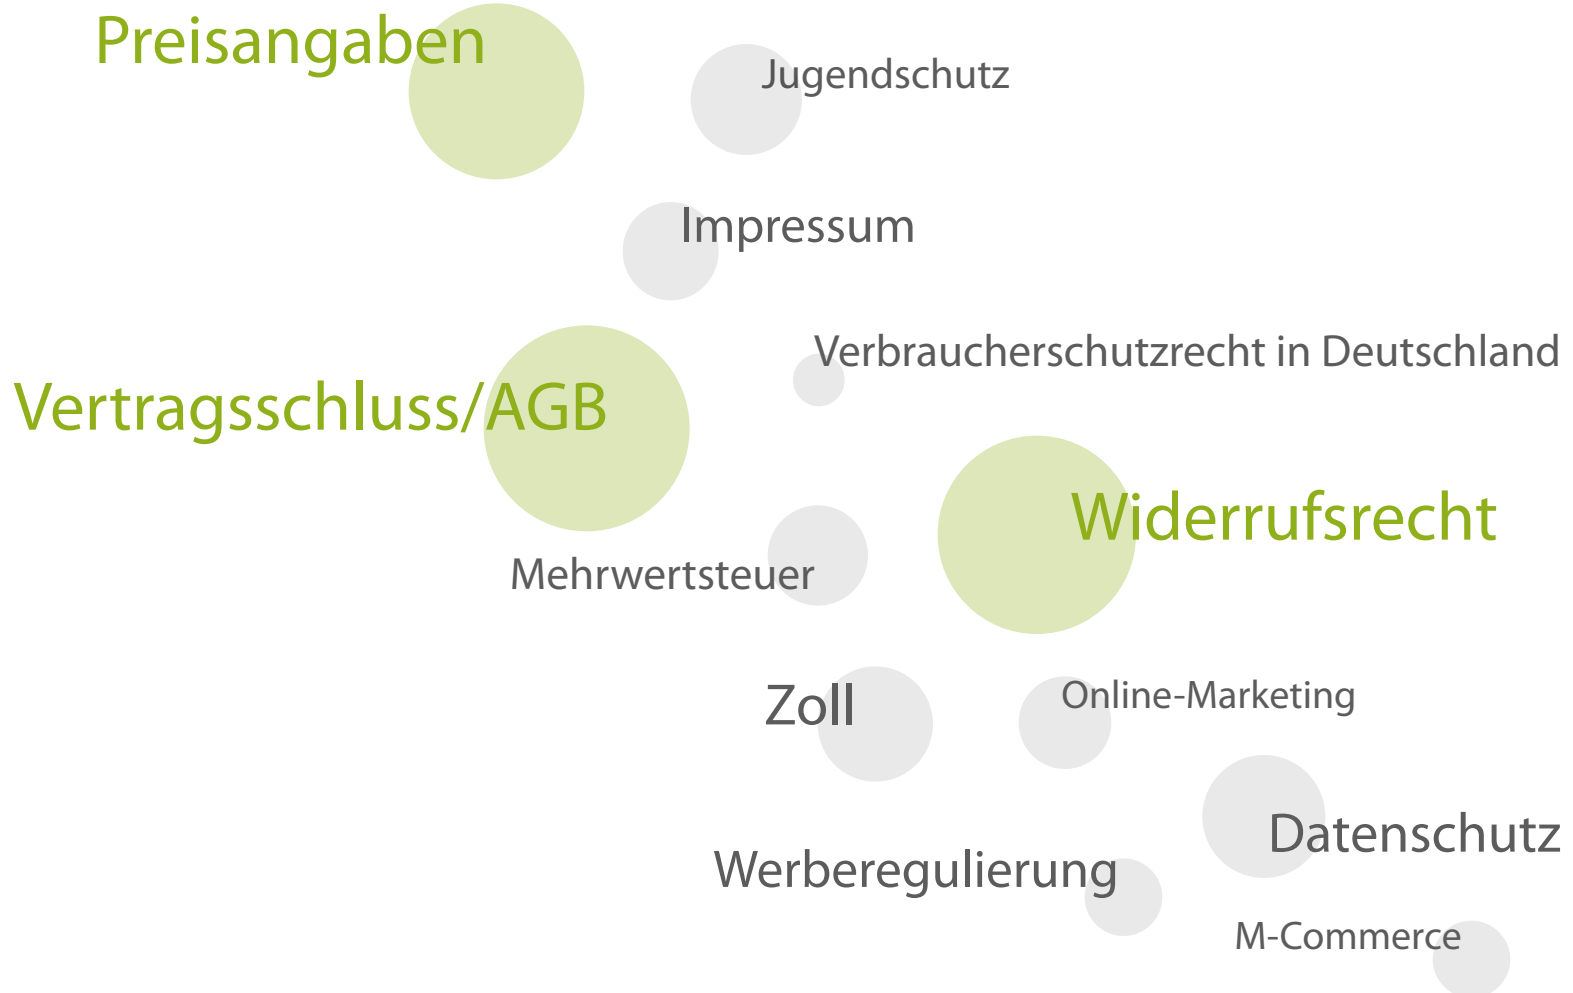 Preisangaben
Jugendschutz
Impressum
Verbraucherschutzrecht in Deutschland
Vertragsschluss/AGB
Widerrufsrecht
Mehrwertsteuer
Zoll
Online-Marketing
Datenschutz
Werberegulierung
M-Commerce